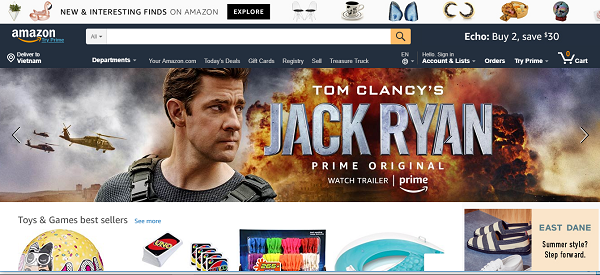 NEW & INTERESTING FINDS ON AMAZON EXPLORE
amazon
Try Prime
All
Echo: Buy 2, save $30
Deliver to
Vietnam
Departments
Your Amazon.com Today's Deals Gift Cards Registry Sell Treasure Truck
EN
Hello. Sign in
Account & Lists
Orders
Try Prime
0
Cart
TOM CLANCY'S
JACK RYAN
PRIME ORIGINAL
WATCH TRAILER | prime
Toys & Games best sellers See more
UNO
265+
EAST DANE
Summer style?
Step forward.